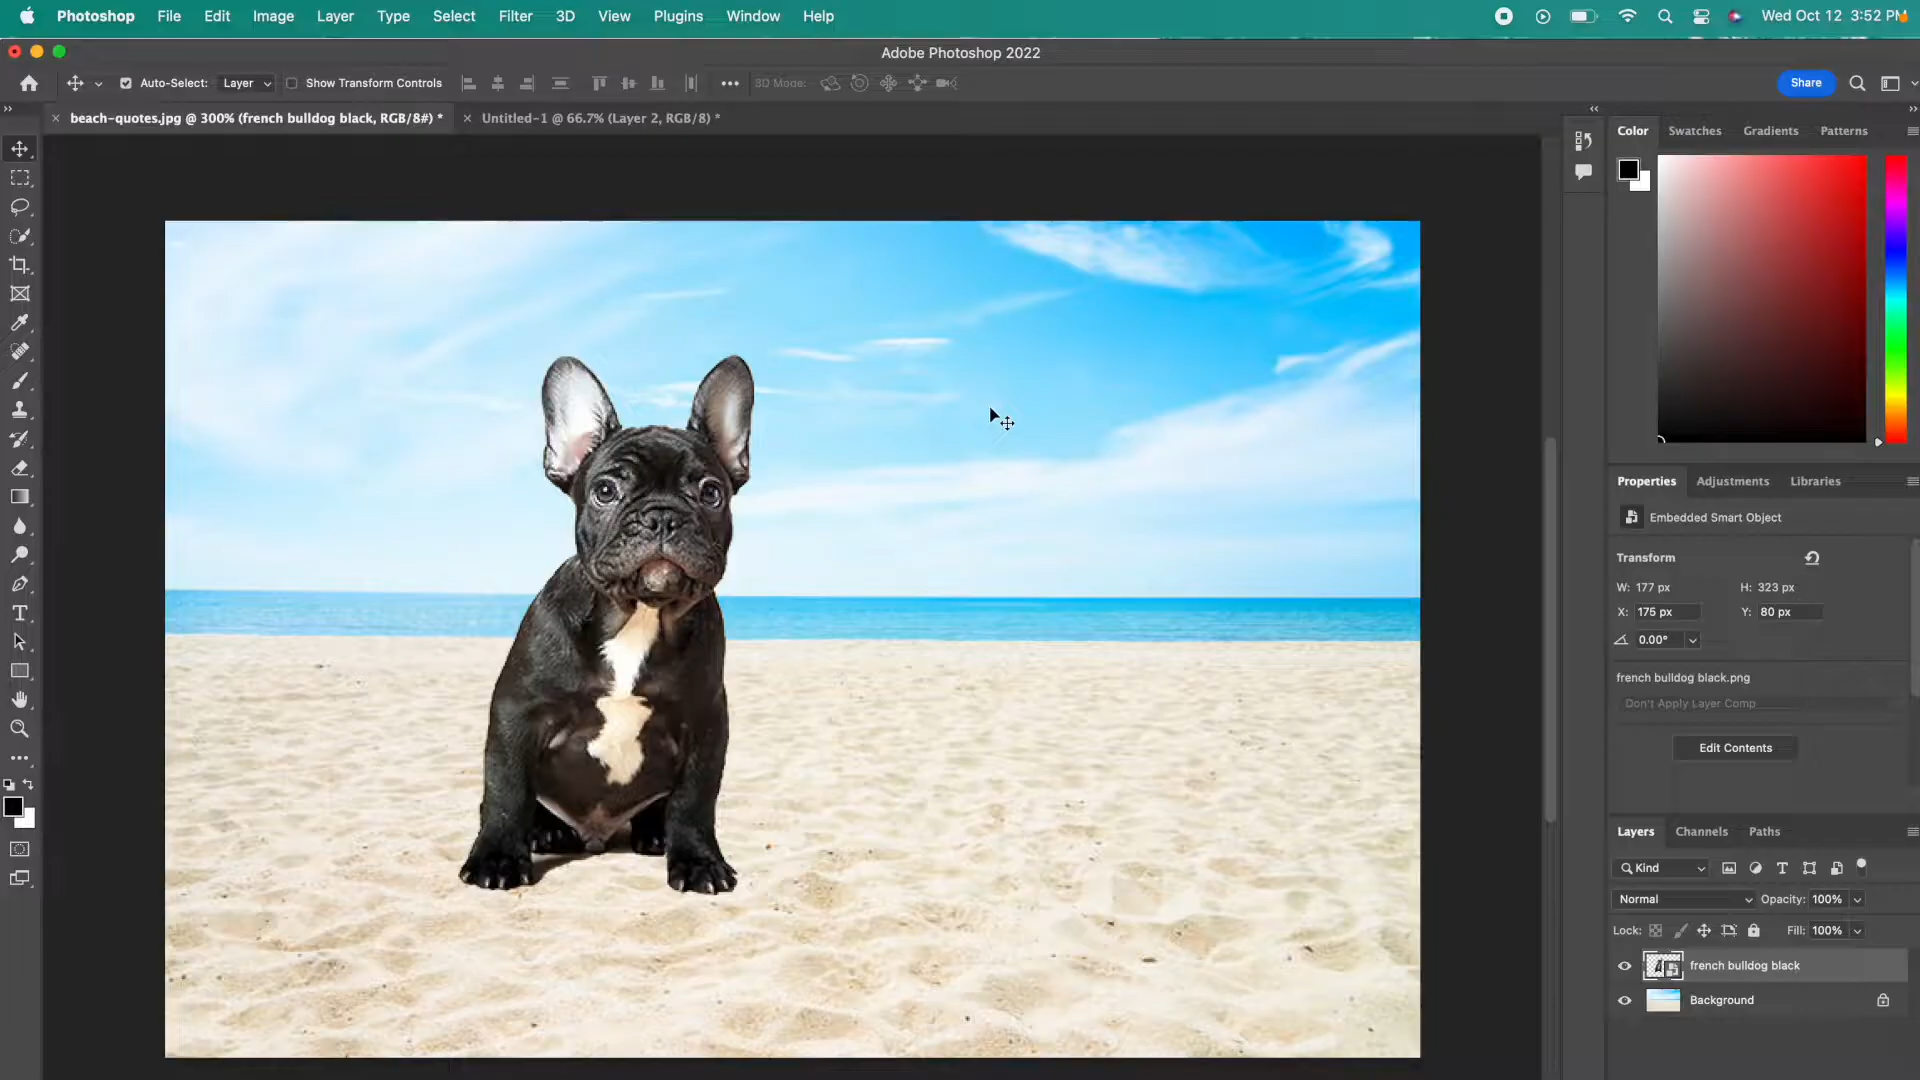 Photoshop File Edit Image Layer Type Select Filter 3D View Plugins Window Help Wed Oct 12 3:52 PM
Adobe Photoshop 2022
Auto-Select: Layer Show Transform Controls 3D Mode: Share
beach-quotes.jpg @ 300% (french bulldog black, RGB/8#) * Untitled-1 @ 66.7% (Layer 2, RGB/8) *
Color Swatches Gradients Patterns
Properties Adjustments Libraries
Embedded Smart Object
Transform
W: 177 px H: 323 px
X: 175 px Y: 80 px
0.00°
french bulldog black.png
Don't Apply Layer Comp
Edit Contents
Layers Channels Paths
Kind
Normal Opacity: 100%
Lock: Fill: 100%
french bulldog black
Background